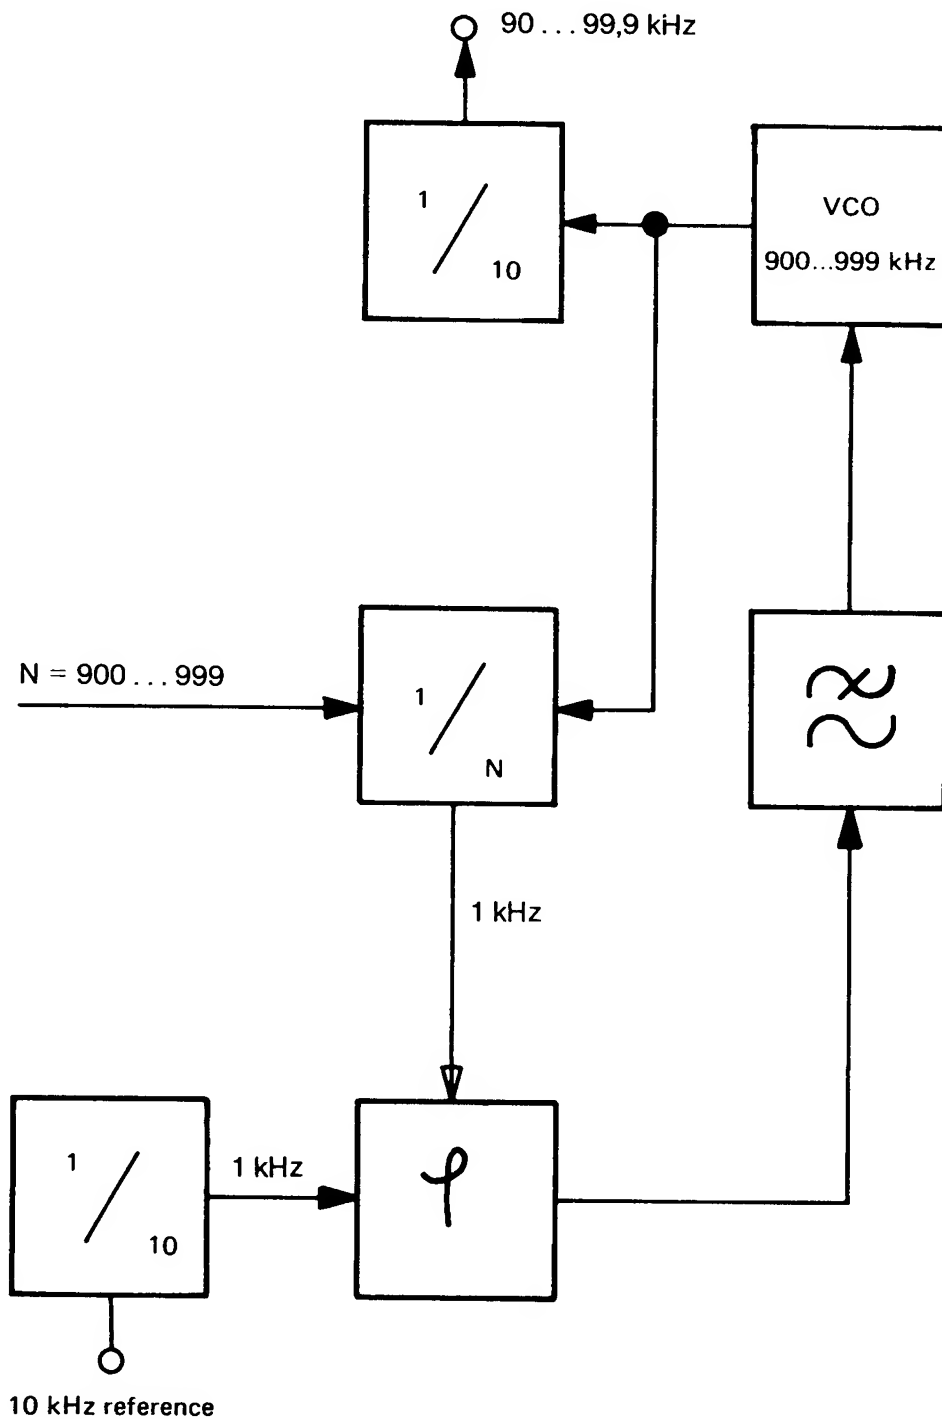 90 . . . 99,9 kHz
1/10
VCO
900...999 kHz
N = 900 . . . 999
1/N
1 kHz
1/10
1 kHz
φ
10 kHz reference